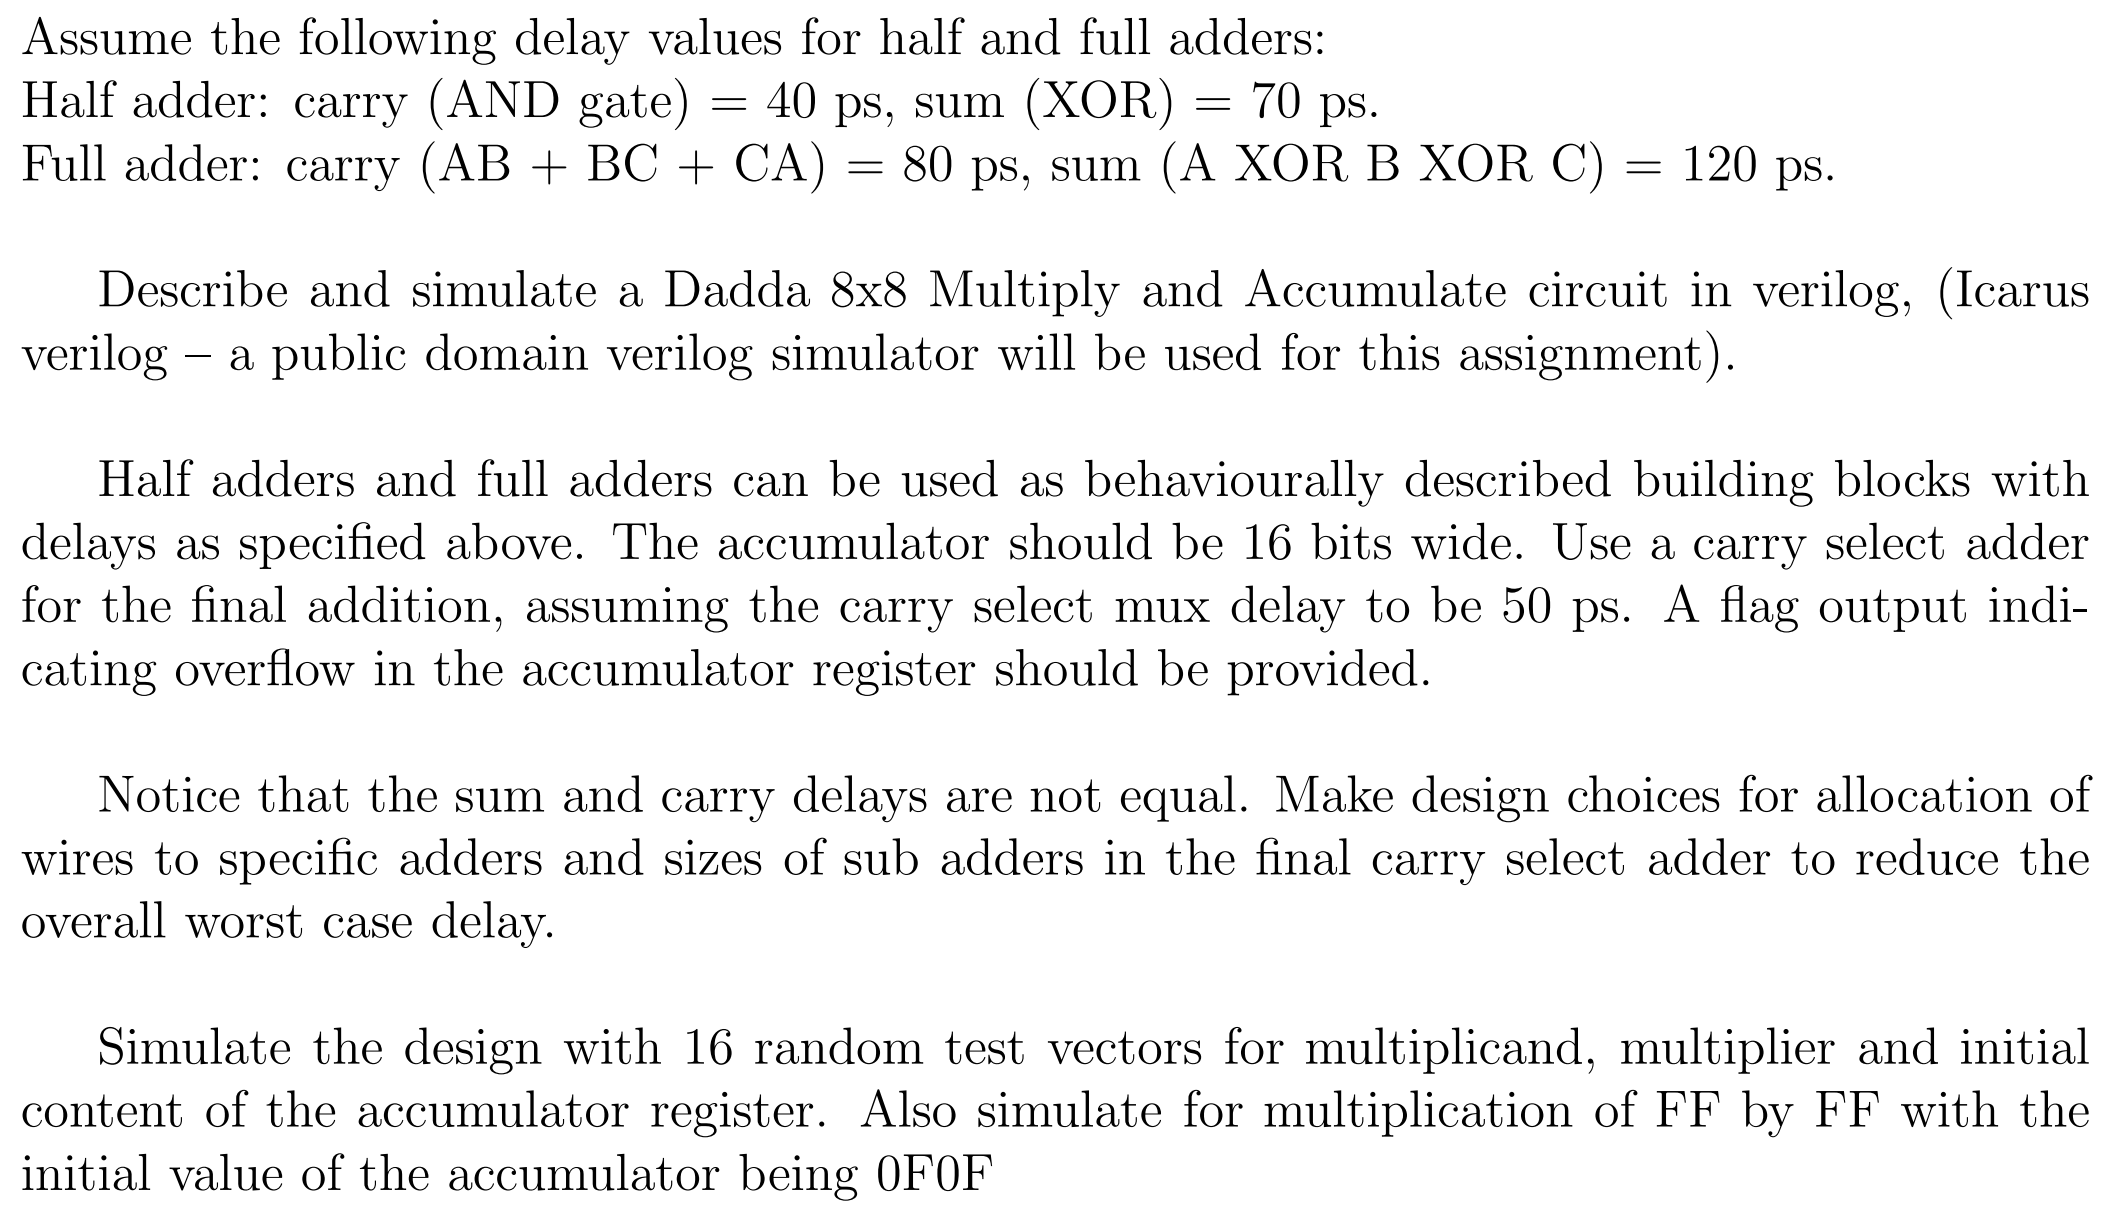 Assume the following delay values for half and full adders:
Half adder: carry (AND gate) = 40 ps, sum (XOR) = 70 ps.
Full adder: carry (AB + BC + CA) = 80 ps, sum (A XOR B XOR C) = 120 ps.
Describe and simulate a Dadda 8x8 Multiply and Accumulate circuit in verilog, (Icarus
verilog – a public domain verilog simulator will be used for this assignment).
Half adders and full adders can be used as behaviourally described building blocks with
delays as specified above. The accumulator should be 16 bits wide. Use a carry select adder
for the final addition, assuming the carry select mux delay to be 50 ps. A flag output indi-
cating overflow in the accumulator register should be provided.
Notice that the sum and carry delays are not equal. Make design choices for allocation of
wires to specific adders and sizes of sub adders in the final carry select adder to reduce the
overall worst case delay.
Simulate the design with 16 random test vectors for multiplicand, multiplier and initial
content of the accumulator register. Also simulate for multiplication of FF by FF with the
initial value of the accumulator being 0F0F